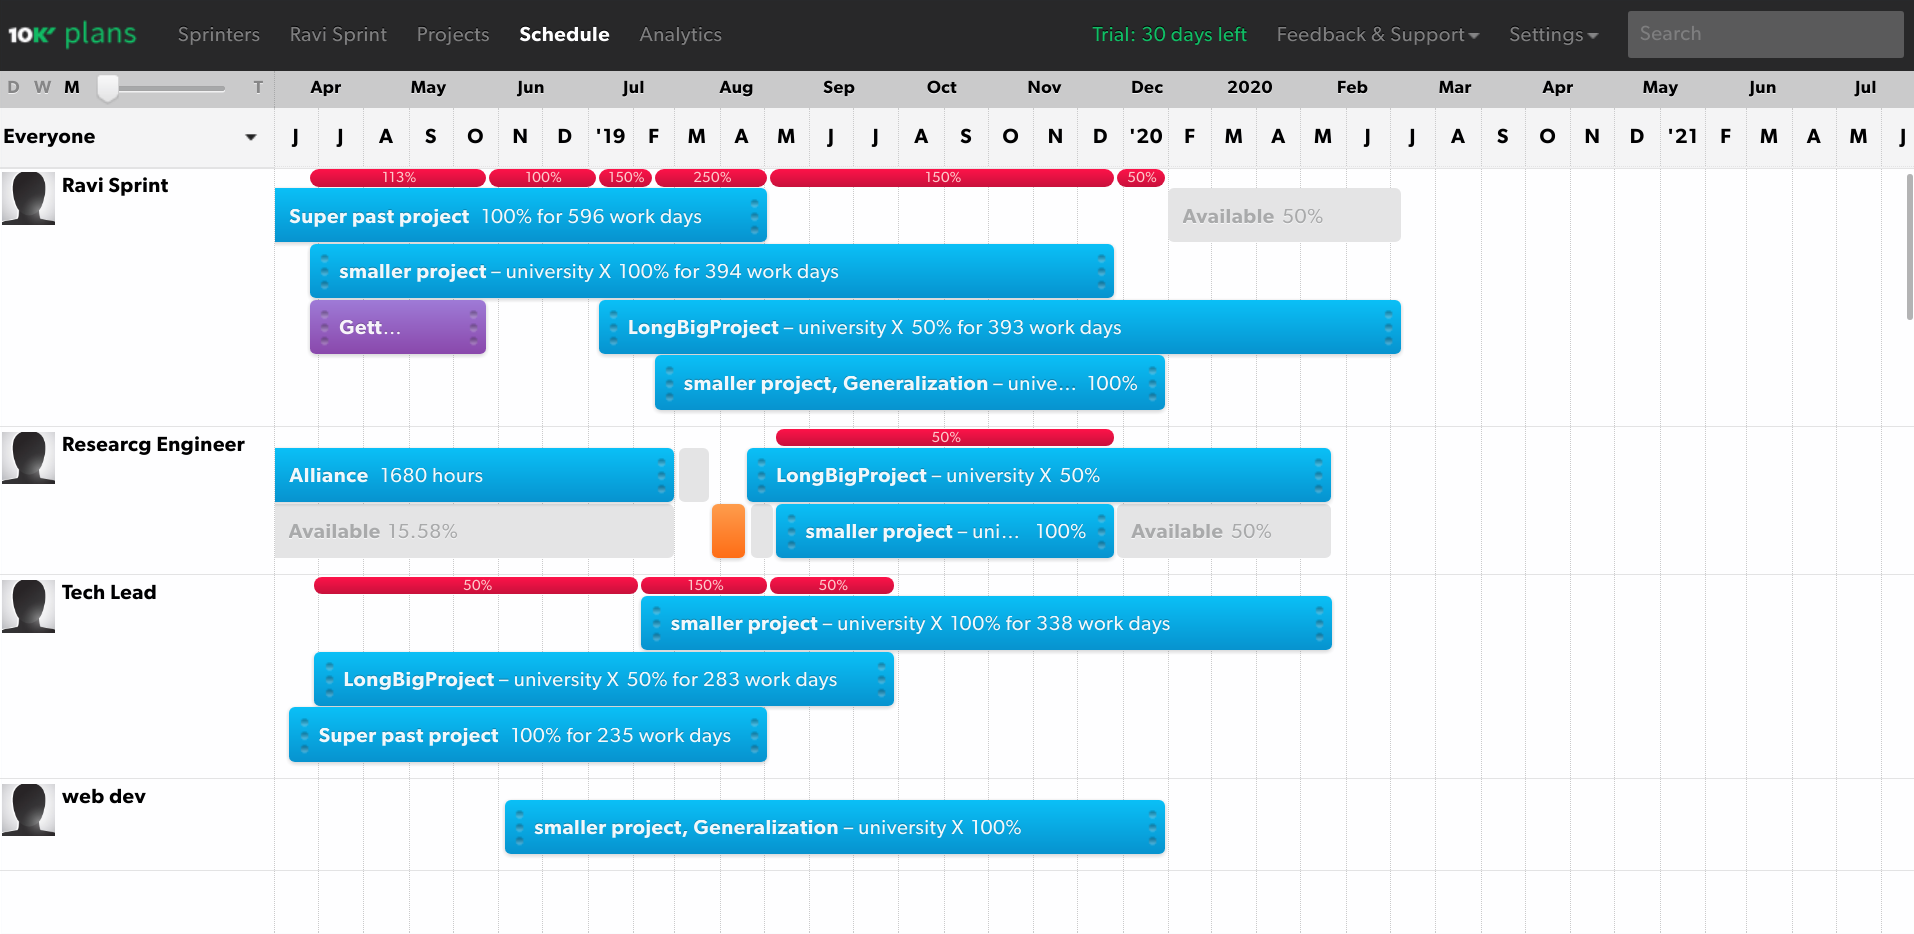 10K plans Sprinters Ravi Sprint Projects Schedule Analytics Trial: 30 days left Feedback & Support Settings Search
D W M T Apr May Jun Jul Aug Sep Oct Nov Dec 2020 Feb Mar Apr May Jun Jul
Everyone J J A S O N D '19 F M A M J J A S O N D '20 F M A M J J A S O N D '21 F M A M J
Ravi Sprint 113% 100% 150% 250% 150% 50%
Super past project 100% for 596 work days Available 50%
smaller project – university X 100% for 394 work days
Gett... LongBigProject – university X 50% for 393 work days
smaller project, Generalization – unive... 100%
Researcg Engineer 50%
Alliance 1680 hours LongBigProject – university X 50%
Available 15.58% smaller project – uni... 100% Available 50%
Tech Lead 50% 150% 50%
smaller project – university X 100% for 338 work days
LongBigProject – university X 50% for 283 work days
Super past project 100% for 235 work days
web dev
smaller project, Generalization – university X 100%